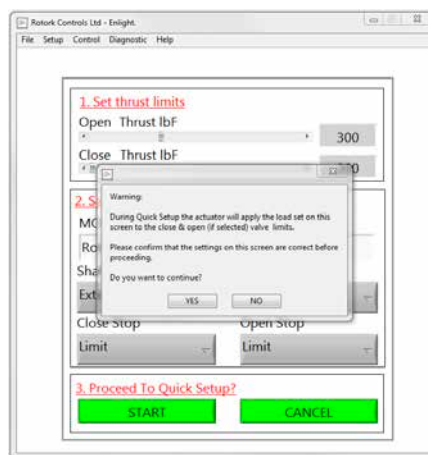 Rotork Controls Ltd - Enlight.
File Setup Control Diagnostic Help
1. Set thrust limits
Open Thrust lbF
300
Close Thrust lbF
Warning:
During Quick Setup the actuator will apply the load set on this
screen to the close & open (if selected) valve limits.
Please confirm that the settings on this screen are correct before
proceeding.
Do you want to continue?
YES NO
Close Stop Open Stop
Limit Limit
3. Proceed To Quick Setup?
START CANCEL